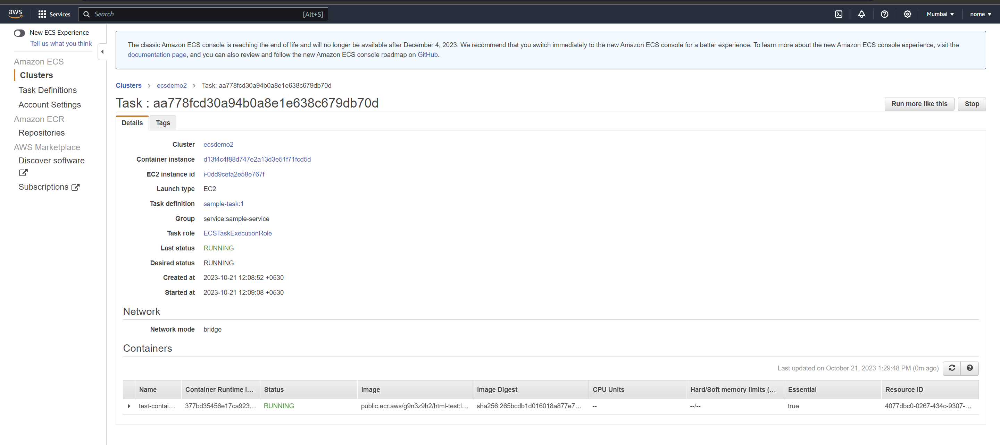 aws
Services
Search [Alt+S]
Mumbai
nome
New ECS Experience
Tell us what you think
Amazon ECS
Clusters
Task Definitions
Account Settings
Amazon ECR
Repositories
AWS Marketplace
Discover software
Subscriptions
The classic Amazon ECS console is reaching the end of life and will no longer be available after December 4, 2023. We recommend that you switch immediately to the new Amazon ECS console for a better experience. To learn more about the new Amazon ECS console experience, visit the
documentation page, and you can also review and follow the new Amazon ECS console roadmap on GitHub.
Clusters > ecsdemo2 > Task: aa778fcd30a94b0a8e1e638c679db70d
Task : aa778fcd30a94b0a8e1e638c679db70d
Run more like this
Stop
Details
Tags
Cluster ecsdemo2
Container instance d13f4c4f88d747e2a13d3e51f71fcd5d
EC2 instance id i-0dd9cefa2e58e767f
Launch type EC2
Task definition sample-task:1
Group service:sample-service
Task role ECSTaskExecutionRole
Last status RUNNING
Desired status RUNNING
Created at 2023-10-21 12:08:52 +0530
Started at 2023-10-21 12:09:08 +0530
Network
Network mode bridge
Containers
Last updated on October 21, 2023 1:29:48 PM (0m ago)
Name Container Runtime I... Status Image Image Digest CPU Units Hard/Soft memory limits (... Essential Resource ID
test-contai... 377bd35456e17ca923... RUNNING public.ecr.aws/g9n3z9h2/html-test:l... sha256:265bcdb1d016018a877e7... -- --/-- true 4077dbc0-0267-434c-9307-...